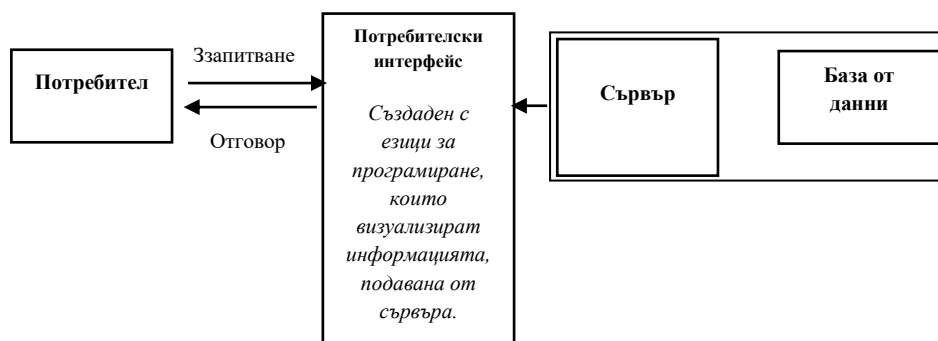 Потребител
Ззапитване
Отговор
Потребителски
интерфейс
Създаден с
езици за
програмиране,
които
визуализират
информацията,
подавана от
сървъра.
Сървър
База от
данни